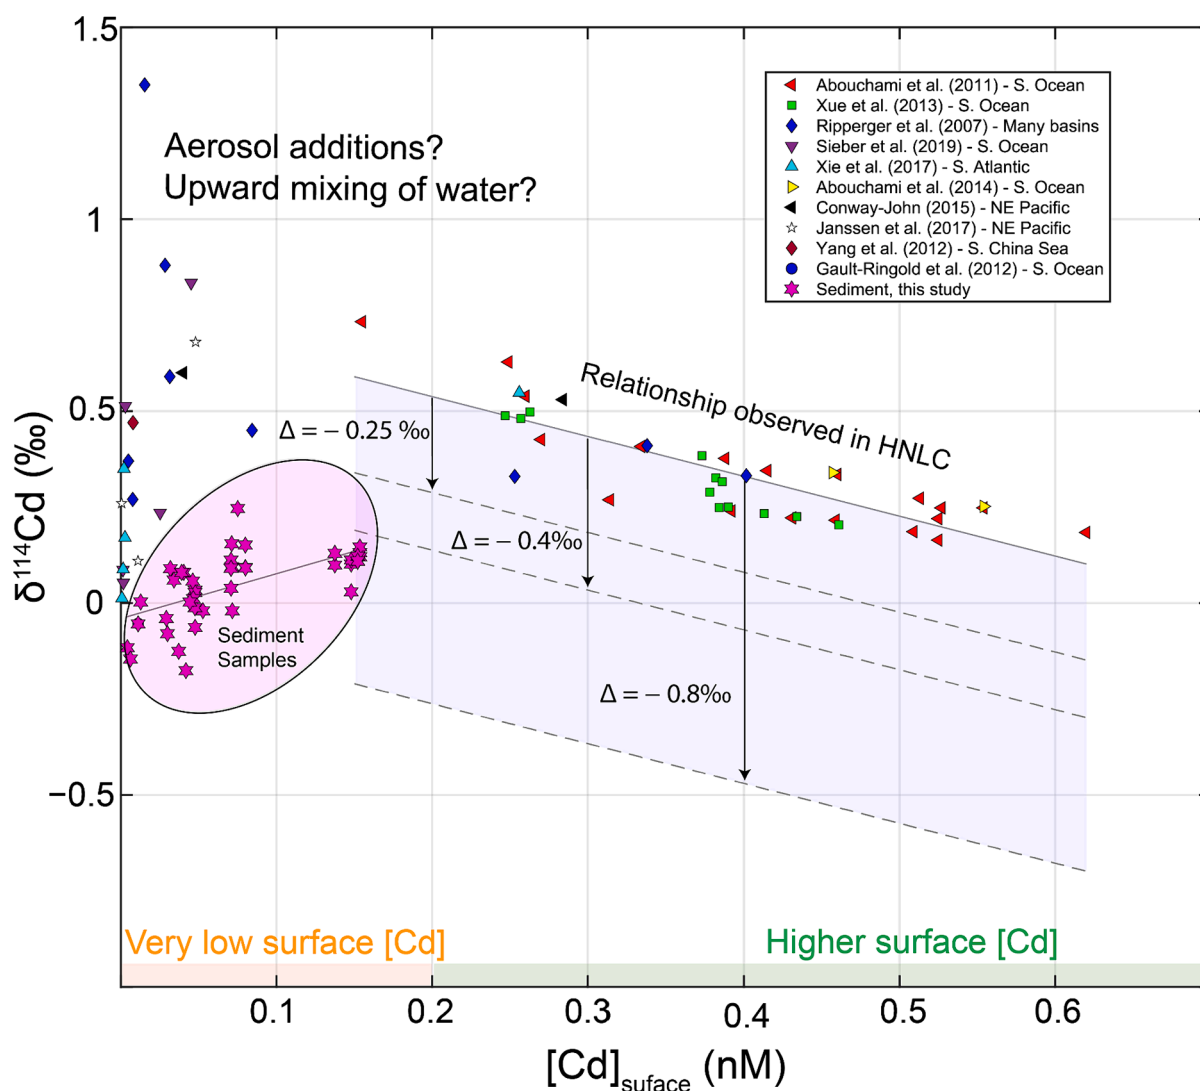 1.5
1
0.5
0
−0.5
δ¹¹⁴Cd (‰)
Aerosol additions?
Upward mixing of water?
Abouchami et al. (2011) - S. Ocean
Xue et al. (2013) - S. Ocean
Ripperger et al. (2007) - Many basins
Sieber et al. (2019) - S. Ocean
Xie et al. (2017) - S. Atlantic
Abouchami et al. (2014) - S. Ocean
Conway-John (2015) - NE Pacific
Janssen et al. (2017) - NE Pacific
Yang et al. (2012) - S. China Sea
Gault-Ringold et al. (2012) - S. Ocean
Sediment, this study
Relationship observed in HNLC
Δ = − 0.25 ‰
Δ = − 0.4‰
Δ = − 0.8‰
Sediment
Samples
Very low surface [Cd]
Higher surface [Cd]
0.1 0.2 0.3 0.4 0.5 0.6
[Cd]suface (nM)